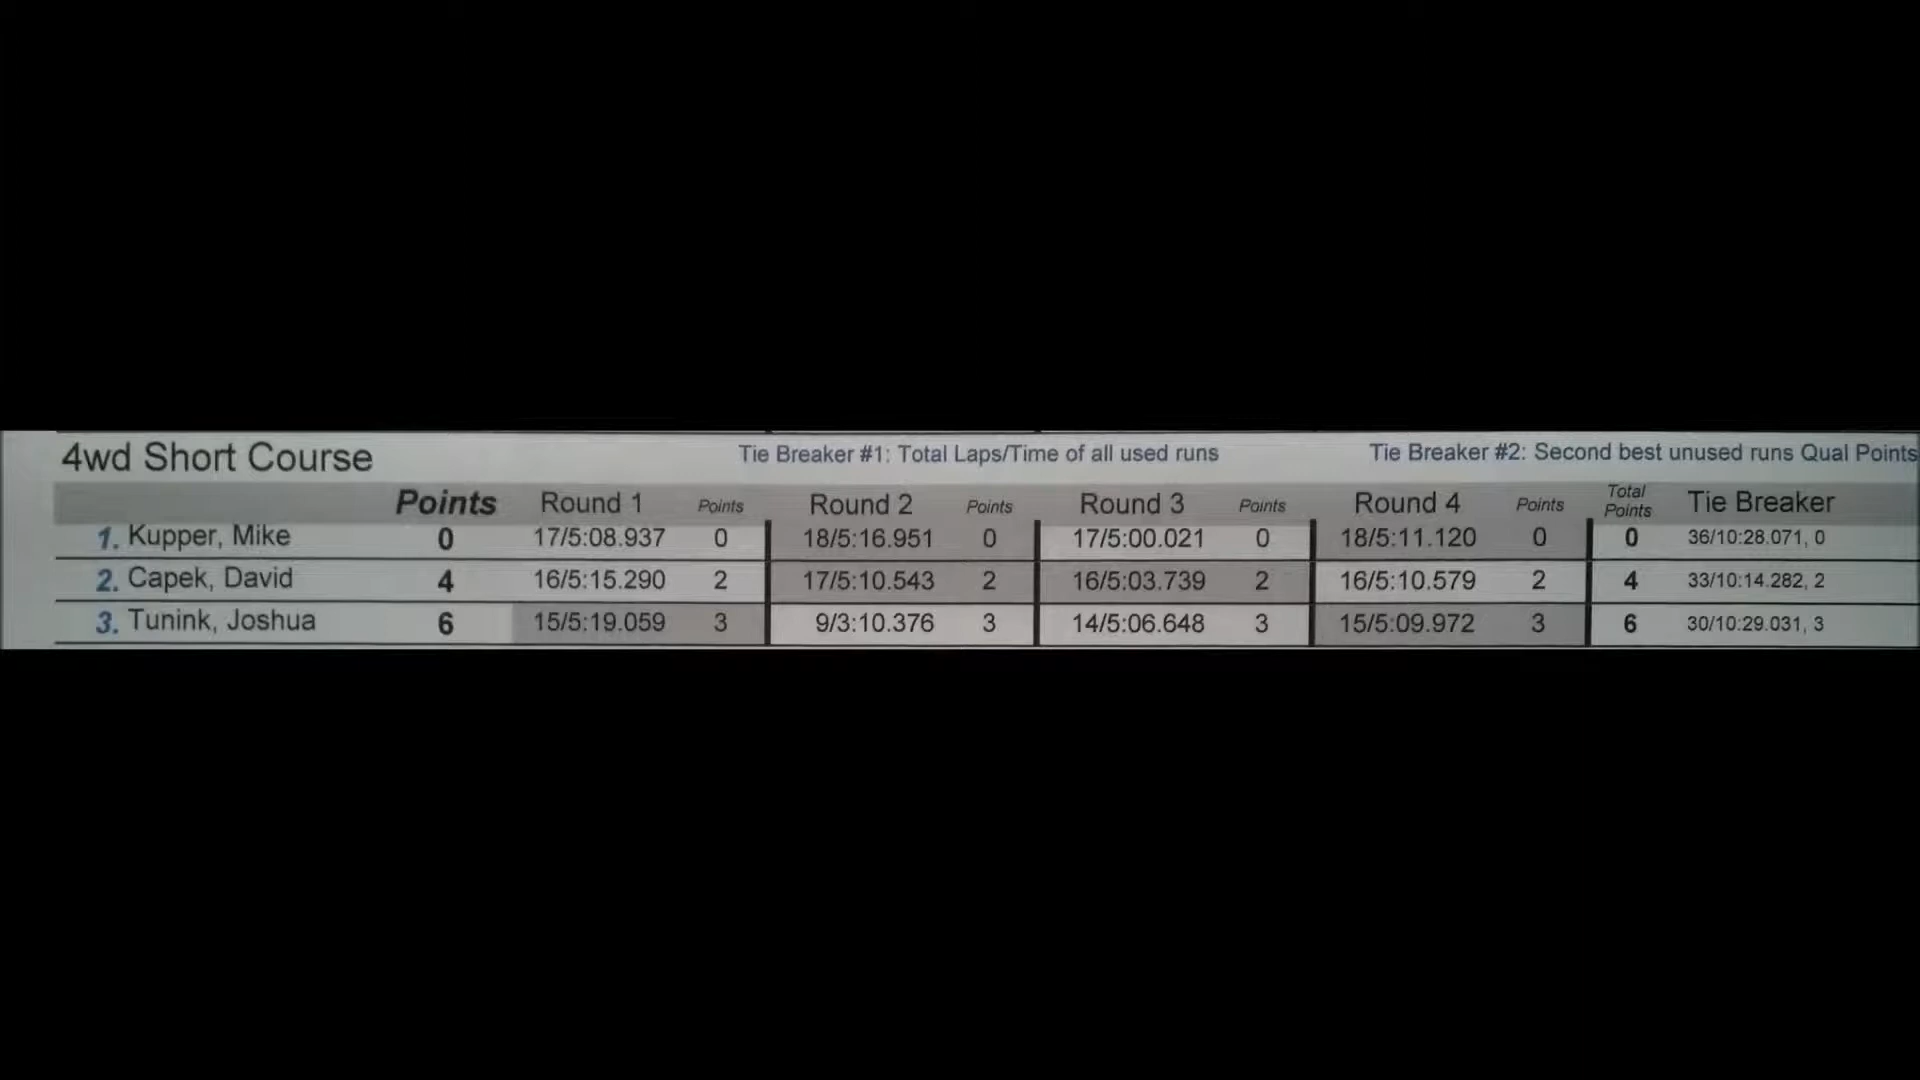 4wd Short Course Tie Breaker #1: Total Laps/Time of all used runs Tie Breaker #2: Second best unused runs Qual Points
Points Round 1 Points Round 2 Points Round 3 Points Round 4 Points Total Points Tie Breaker
1. Kupper, Mike 0 17/5:08.937 0 18/5:16.951 0 17/5:00.021 0 18/5:11.120 0 0 36/10:28.071, 0
2. Capek, David 4 16/5:15.290 2 17/5:10.543 2 16/5:03.739 2 16/5:10.579 2 4 33/10:14.282, 2
3. Tunink, Joshua 6 15/5:19.059 3 9/3:10.376 3 14/5:06.648 3 15/5:09.972 3 6 30/10:29.031, 3